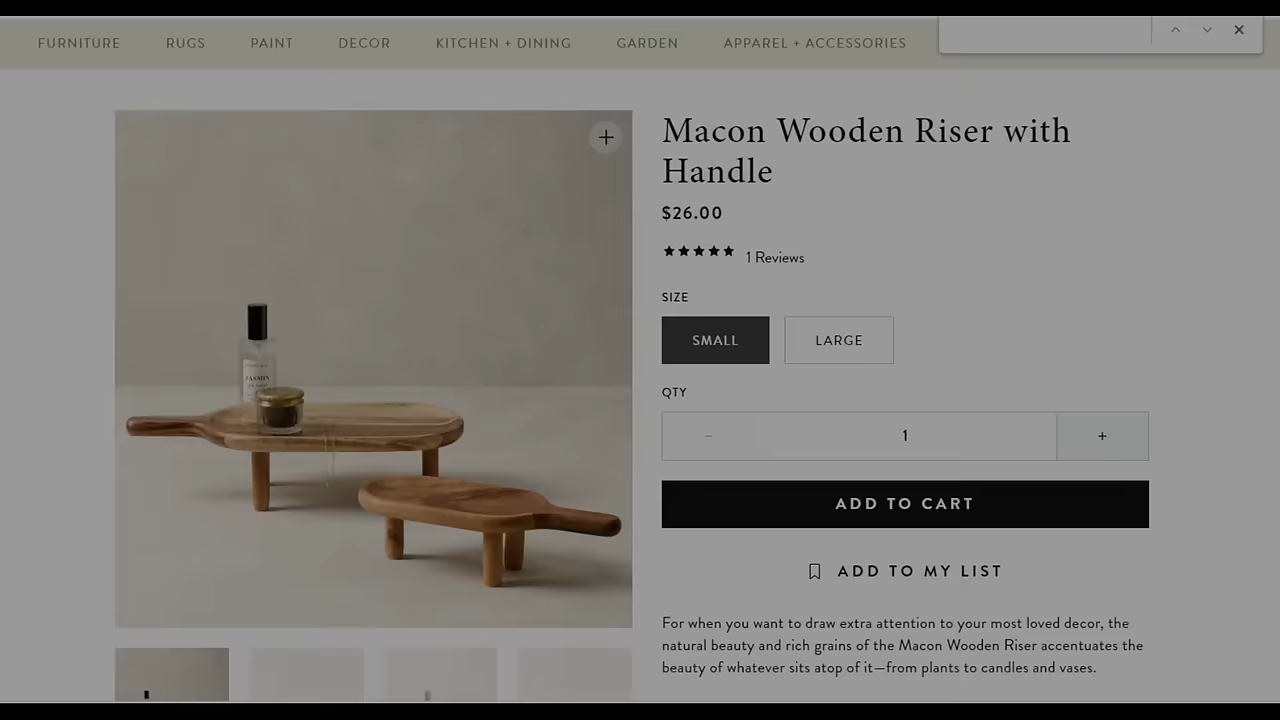 FURNITURE RUGS PAINT DECOR KITCHEN + DINING GARDEN APPAREL + ACCESSORIES
Macon Wooden Riser with
Handle
$26.00
1 Reviews
SIZE
SMALL LARGE
QTY
− 1 +
ADD TO CART
ADD TO MY LIST
For when you want to draw extra attention to your most loved decor, the
natural beauty and rich grains of the Macon Wooden Riser accentuates the
beauty of whatever sits atop of it—from plants to candles and vases.